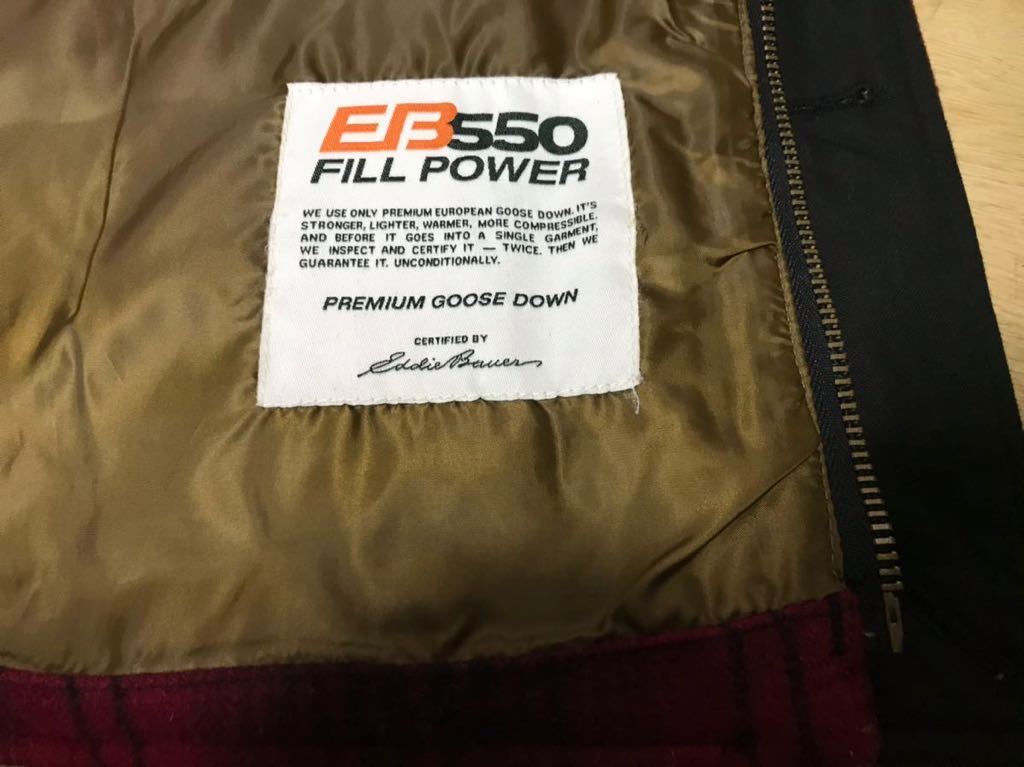 EB550
FILL POWER
WE USE ONLY PREMIUM EUROPEAN GOOSE DOWN. IT'S
STRONGER, LIGHTER, WARMER, MORE COMPRESSIBLE.
AND BEFORE IT GOES INTO A SINGLE GARMENT,
WE INSPECT AND CERTIFY IT — TWICE. THEN WE
GUARANTEE IT. UNCONDITIONALLY.
PREMIUM GOOSE DOWN
CERTIFIED BY
Eddie Bauer